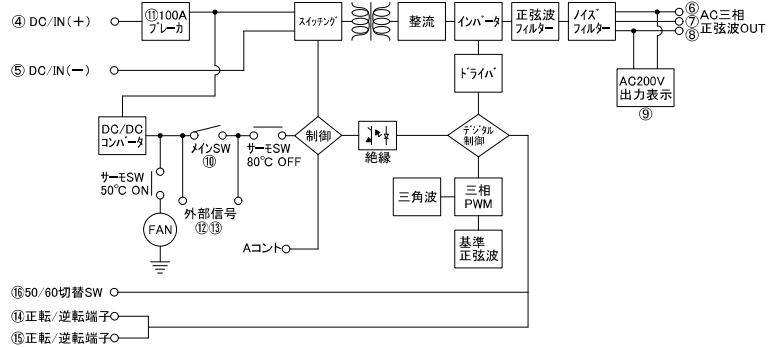 ④ DC/IN(+)
⑪100A
ブレーカ
スイッチング
整流
インバータ
正弦波
フィルター
ノイズ
フィルター
⑥
⑦
⑧
AC三相
正弦波OUT
⑤ DC/IN(-)
ドライバ
AC200V
出力表示
⑨
DC/DC
コンバータ
メインSW
⑩
サーモSW
80℃ OFF
制御
絶縁
デジタル
制御
サーモSW
50℃ ON
外部信号
⑫⑬
三角波
三相
PWM
FAN
Aコント
基準
正弦波
⑯50/60切替SW
⑭正転/逆転端子
⑮正転/逆転端子